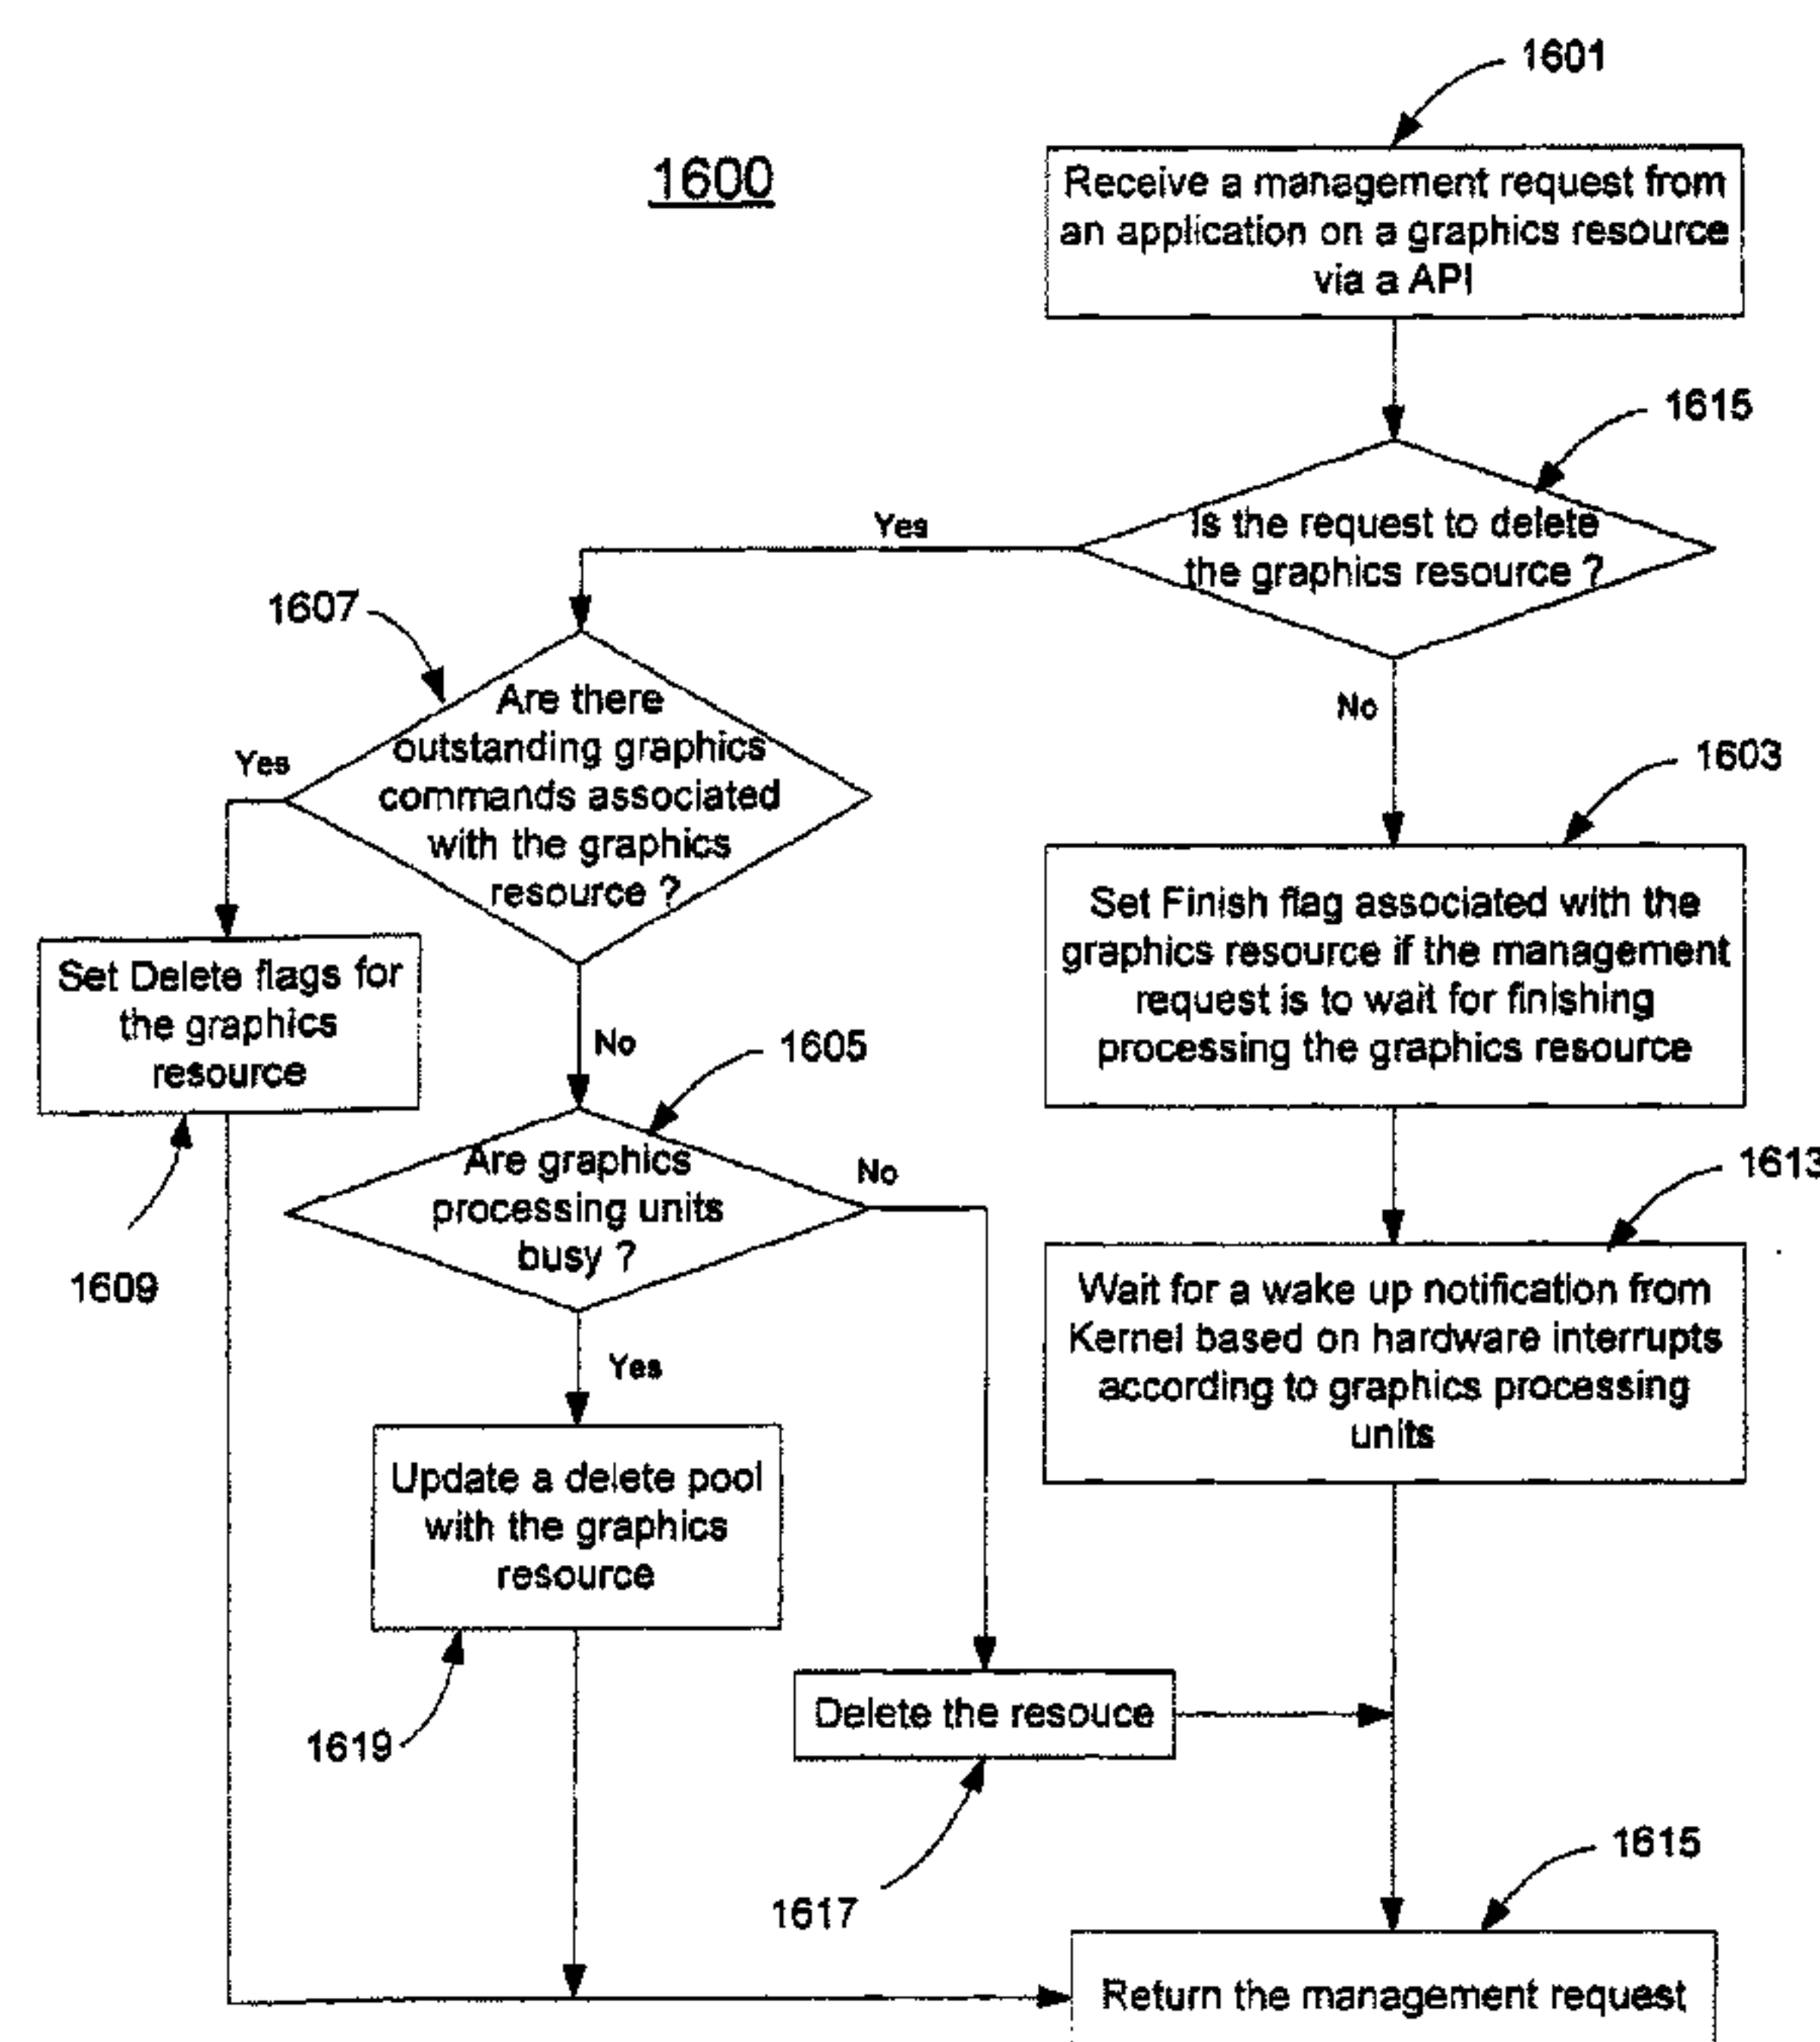 1601
1600
Receive a management request from
an application on a graphics resource
via a API
1615
Is the request to delete
the graphics resource ?
Yes
No
1607
Are there
outstanding graphics
commands associated
with the graphics
resource ?
Yes
No
1603
Set Finish flag associated with the
graphics resource if the management
request is to wait for finishing
processing the graphics resource
Set Delete flags for
the graphics
resource
1609
1605
Are graphics
processing units
busy ?
No
Yes
1613
Wait for a wake up notification from
Kernel based on hardware interrupts
according to graphics processing
units
Update a delete pool
with the graphics
resource
1619
Delete the resouce
1617
1615
Return the management request